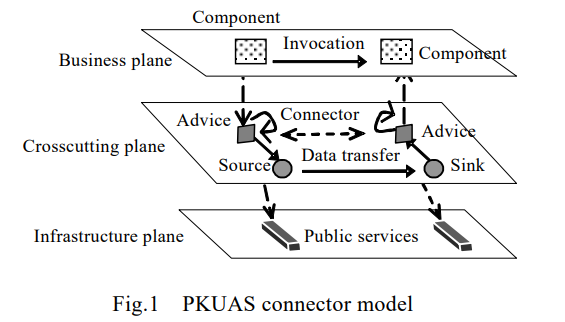 Component
Invocation
Component
Business plane
Connector
Advice
Advice
Crosscutting plane
Data transfer
Source
Sink
Infrastructure plane
Public services
Fig.1 PKUAS connector model